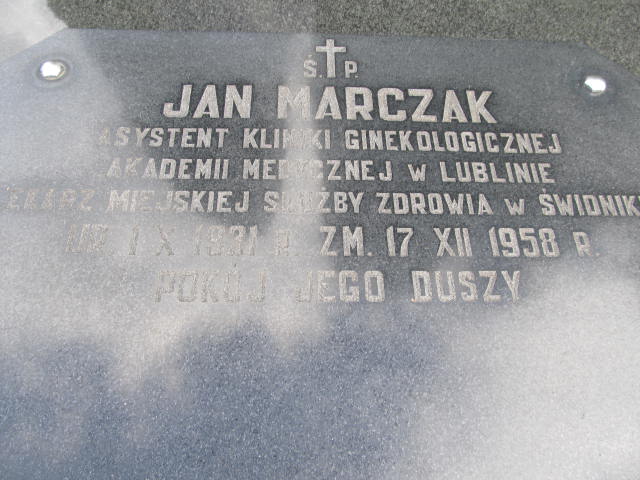 Ś. P.
JAN MARCZAK
ASYSTENT KLINIKI GINEKOLOGICZNEJ
AKADEMII MEDYCZNEJ W LUBLINIE
LEKARZ MIEJSKIEJ SŁUŻBY ZDROWIA W ŚWIDNIKU
UR. 1 X 1931 R. ZM. 17 XII 1958 R.
POKÓJ JEGO DUSZY